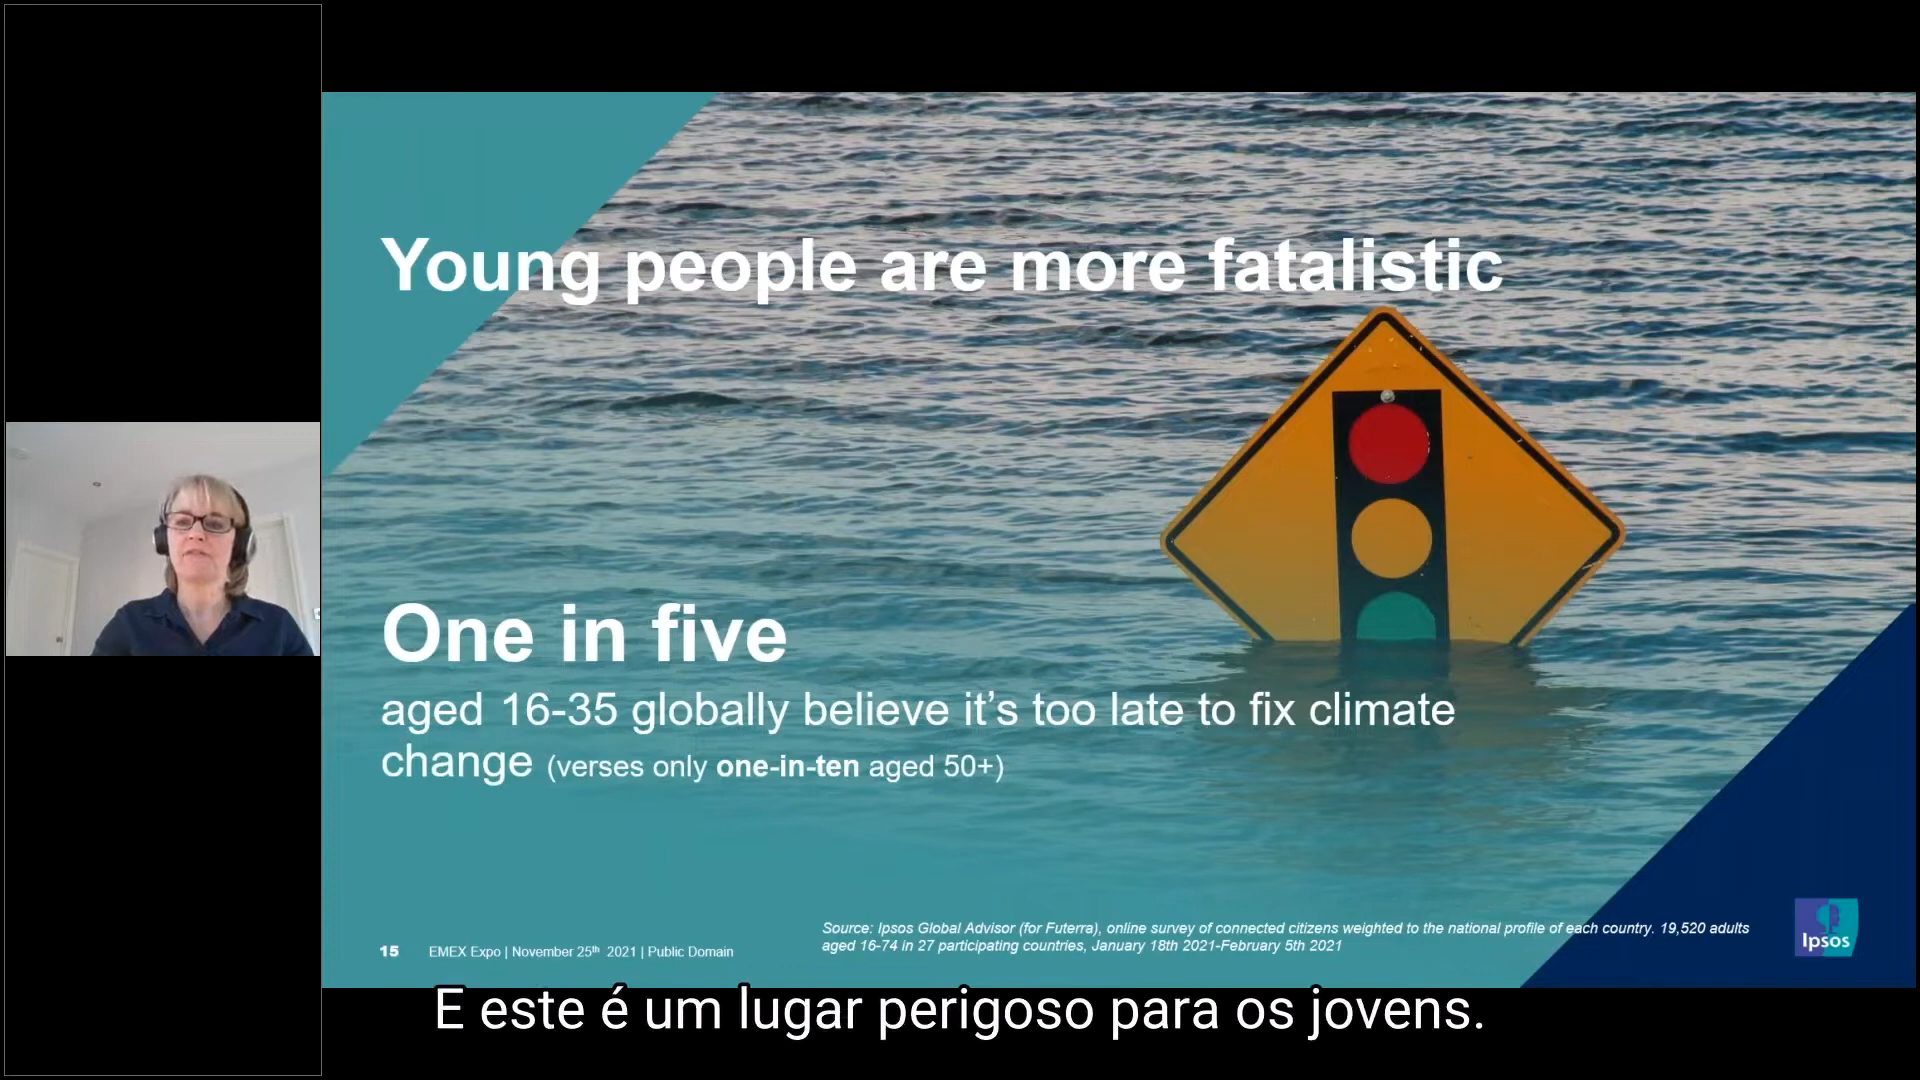 Young people are more fatalistic
One in five
aged 16-35 globally believe it’s too late to fix climate
change (verses only one-in-ten aged 50+)
Source: Ipsos Global Advisor (for Futerra), online survey of connected citizens weighted to the national profile of each country. 19,520 adults
aged 16-74 in 27 participating countries, January 18th 2021-February 5th 2021
15 EMEX Expo | November 25th 2021 | Public Domain
Ipsos
E este é um lugar perigoso para os jovens.